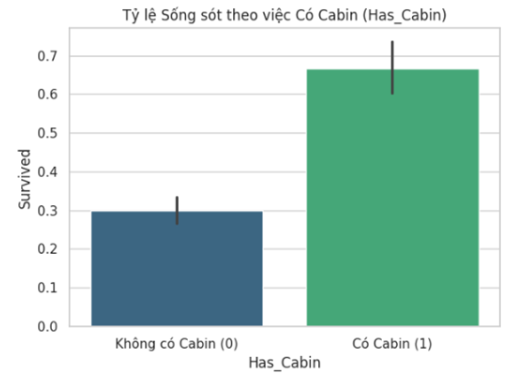 Tỷ lệ Sống sót theo việc Có Cabin (Has_Cabin)
0.7
0.6
0.5
0.4
0.3
0.2
0.1
0.0
Survived
Không có Cabin (0)
Có Cabin (1)
Has_Cabin